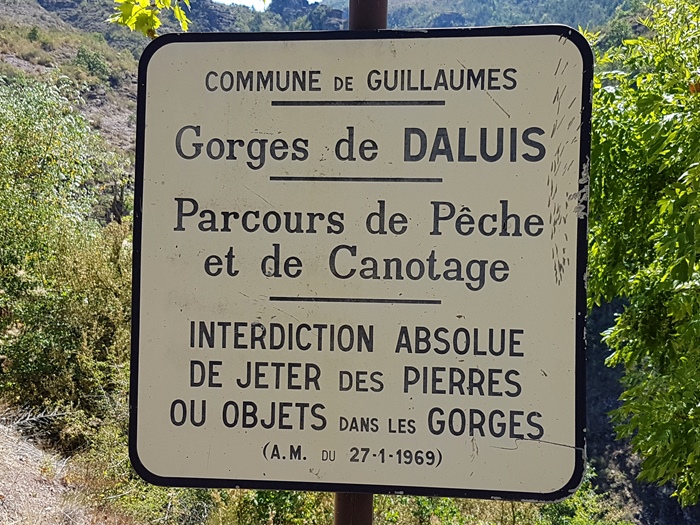 COMMUNE DE GUILLAUMES
Gorges de DALUIS
Parcours de Pêche
et de Canotage
INTERDICTION ABSOLUE
DE JETER DES PIERRES
OU OBJETS DANS LES GORGES
(A.M. DU 27-1-1969)